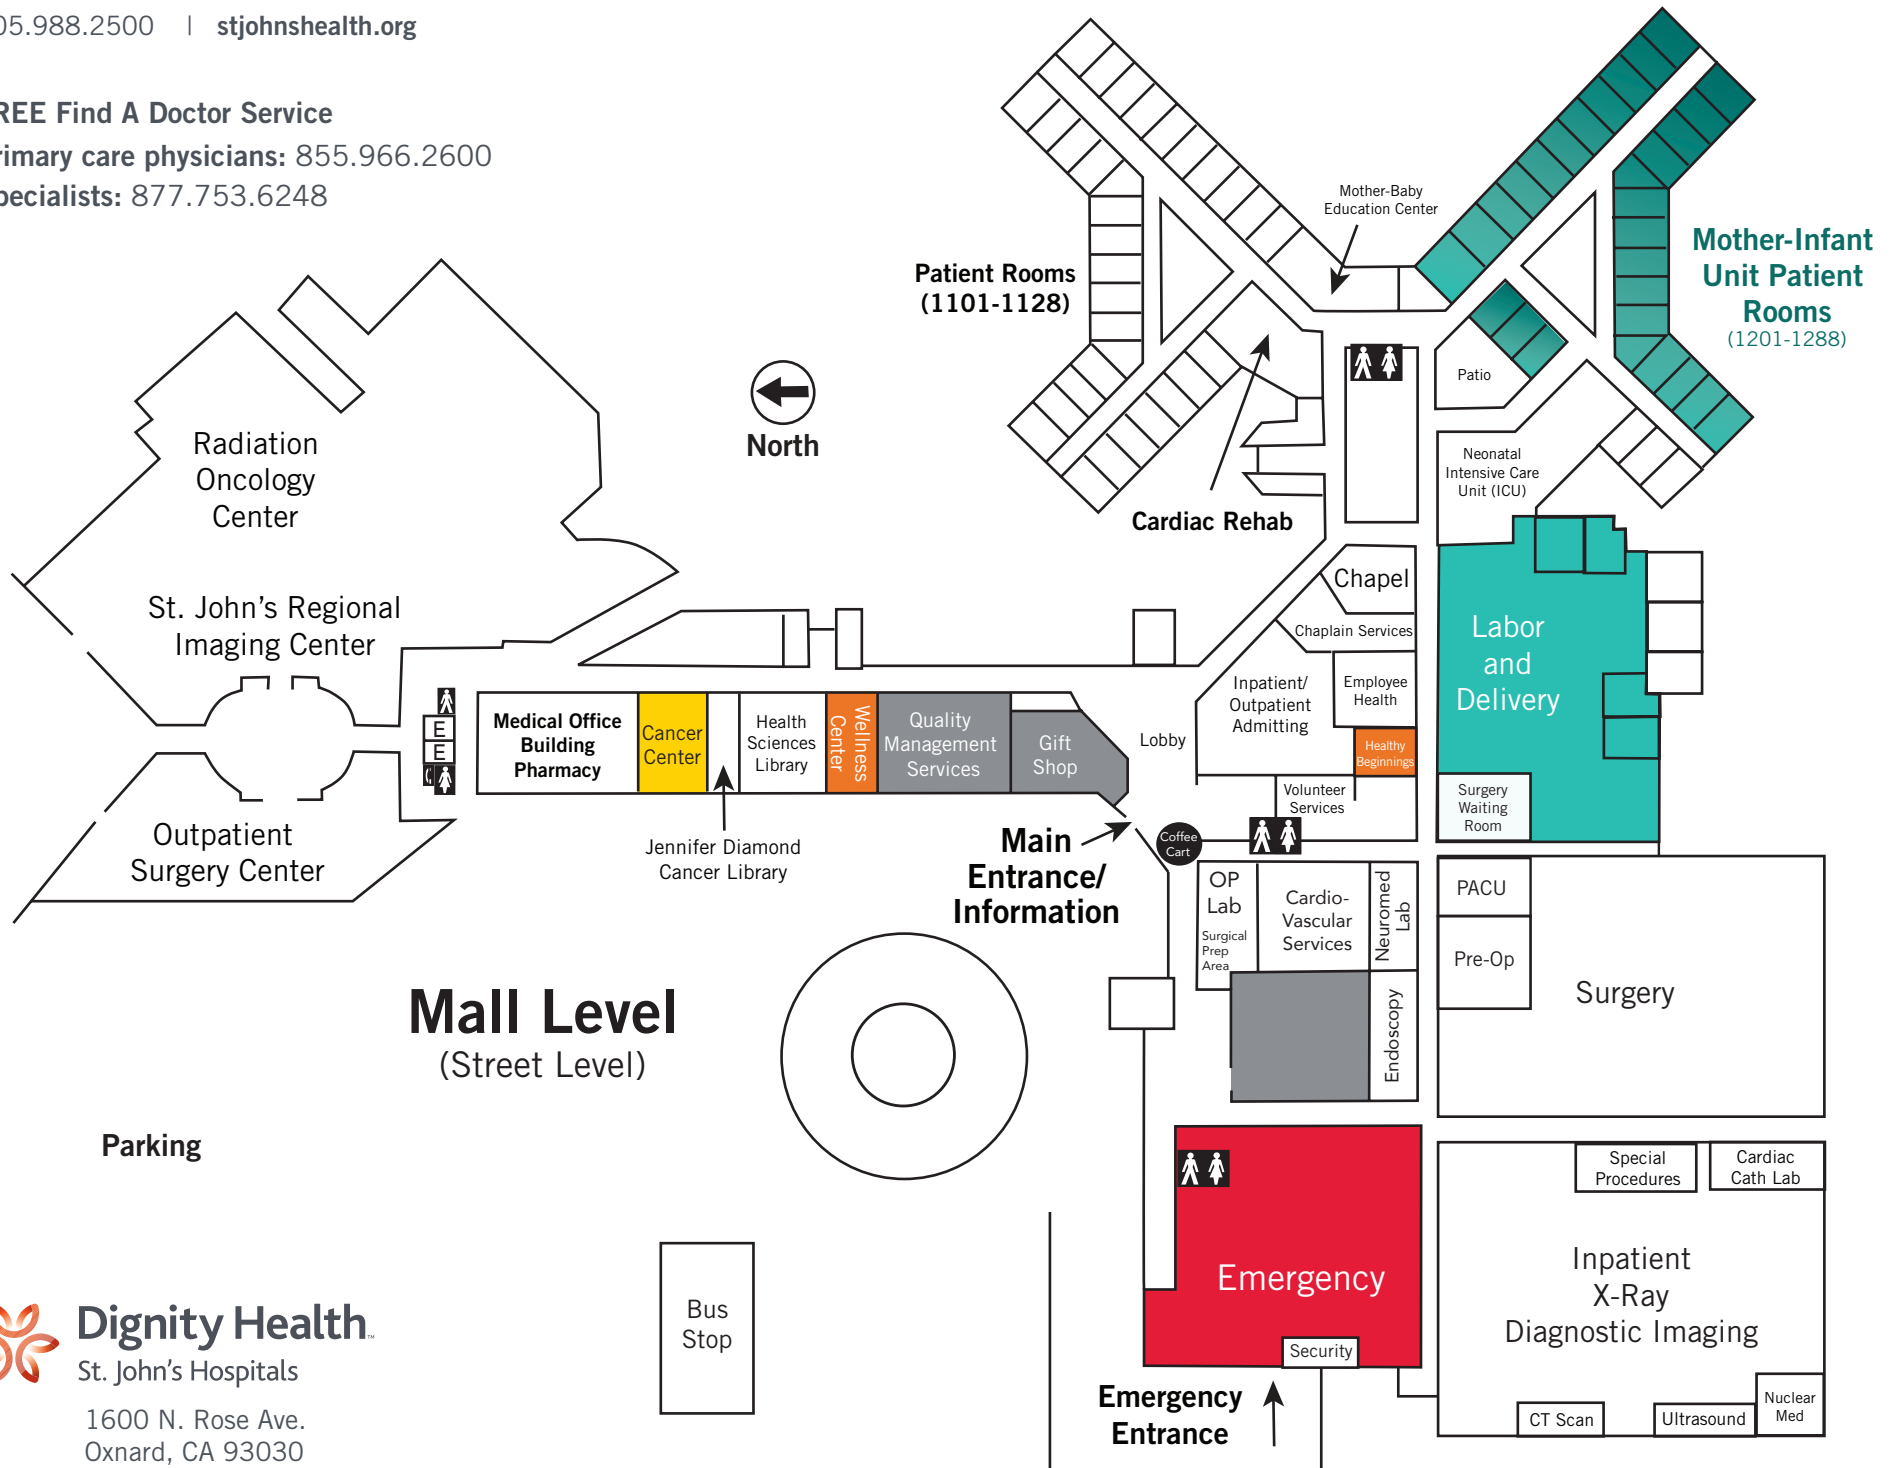 05.988.2500 | stjohnshealth.org
REE Find A Doctor Service
rimary care physicians: 855.966.2600
pecialists: 877.753.6248
Mother-Baby
Education Center
Patient Rooms
(1101-1128)
Mother-Infant
Unit Patient
Rooms
(1201-1288)
Patio
North
Cardiac Rehab
Neonatal
Intensive Care
Unit (ICU)
Radiation
Oncology
Center
St. John's Regional
Imaging Center
Outpatient
Surgery Center
E
E
Medical Office
Building
Pharmacy
Cancer
Center
Jennifer Diamond
Cancer Library
Health
Sciences
Library
Wellness
Center
Quality
Management
Services
Gift
Shop
Lobby
Chapel
Chaplain Services
Inpatient/
Outpatient
Admitting
Employee
Health
Healthy
Beginnings
Volunteer
Services
Labor
and
Delivery
Surgery
Waiting
Room
Main
Entrance/
Information
Coffee
Cart
OP
Lab
Surgical
Prep
Area
Cardio-
Vascular
Services
Neuromed
Lab
Endoscopy
PACU
Pre-Op
Surgery
Mall Level
(Street Level)
Parking
Bus
Stop
Emergency
Security
Emergency
Entrance
Special
Procedures
Cardiac
Cath Lab
Inpatient
X-Ray
Diagnostic Imaging
CT Scan
Ultrasound
Nuclear
Med
Dignity Health™
St. John's Hospitals
1600 N. Rose Ave.
Oxnard, CA 93030